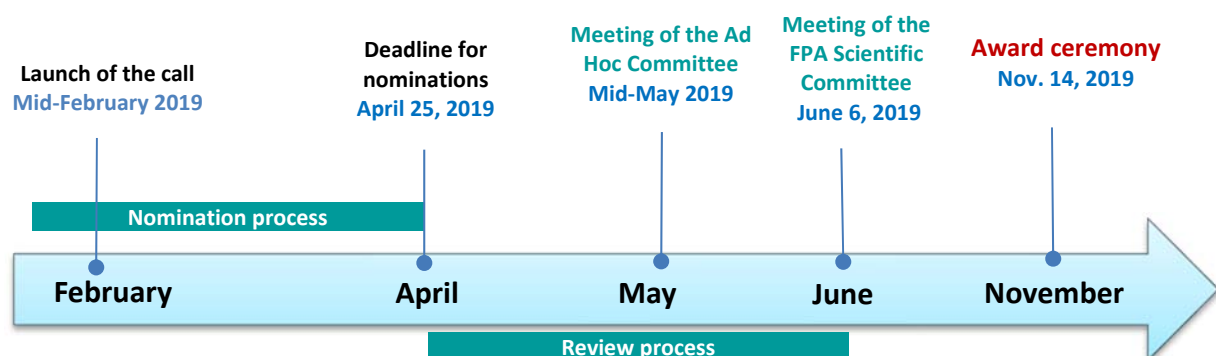 Launch of the call
Mid-February 2019
Deadline for
nominations
April 25, 2019
Meeting of the Ad
Hoc Committee
Mid-May 2019
Meeting of the
FPA Scientific
Committee
June 6, 2019
Award ceremony
Nov. 14, 2019
Nomination process
February
April
May
June
November
Review process